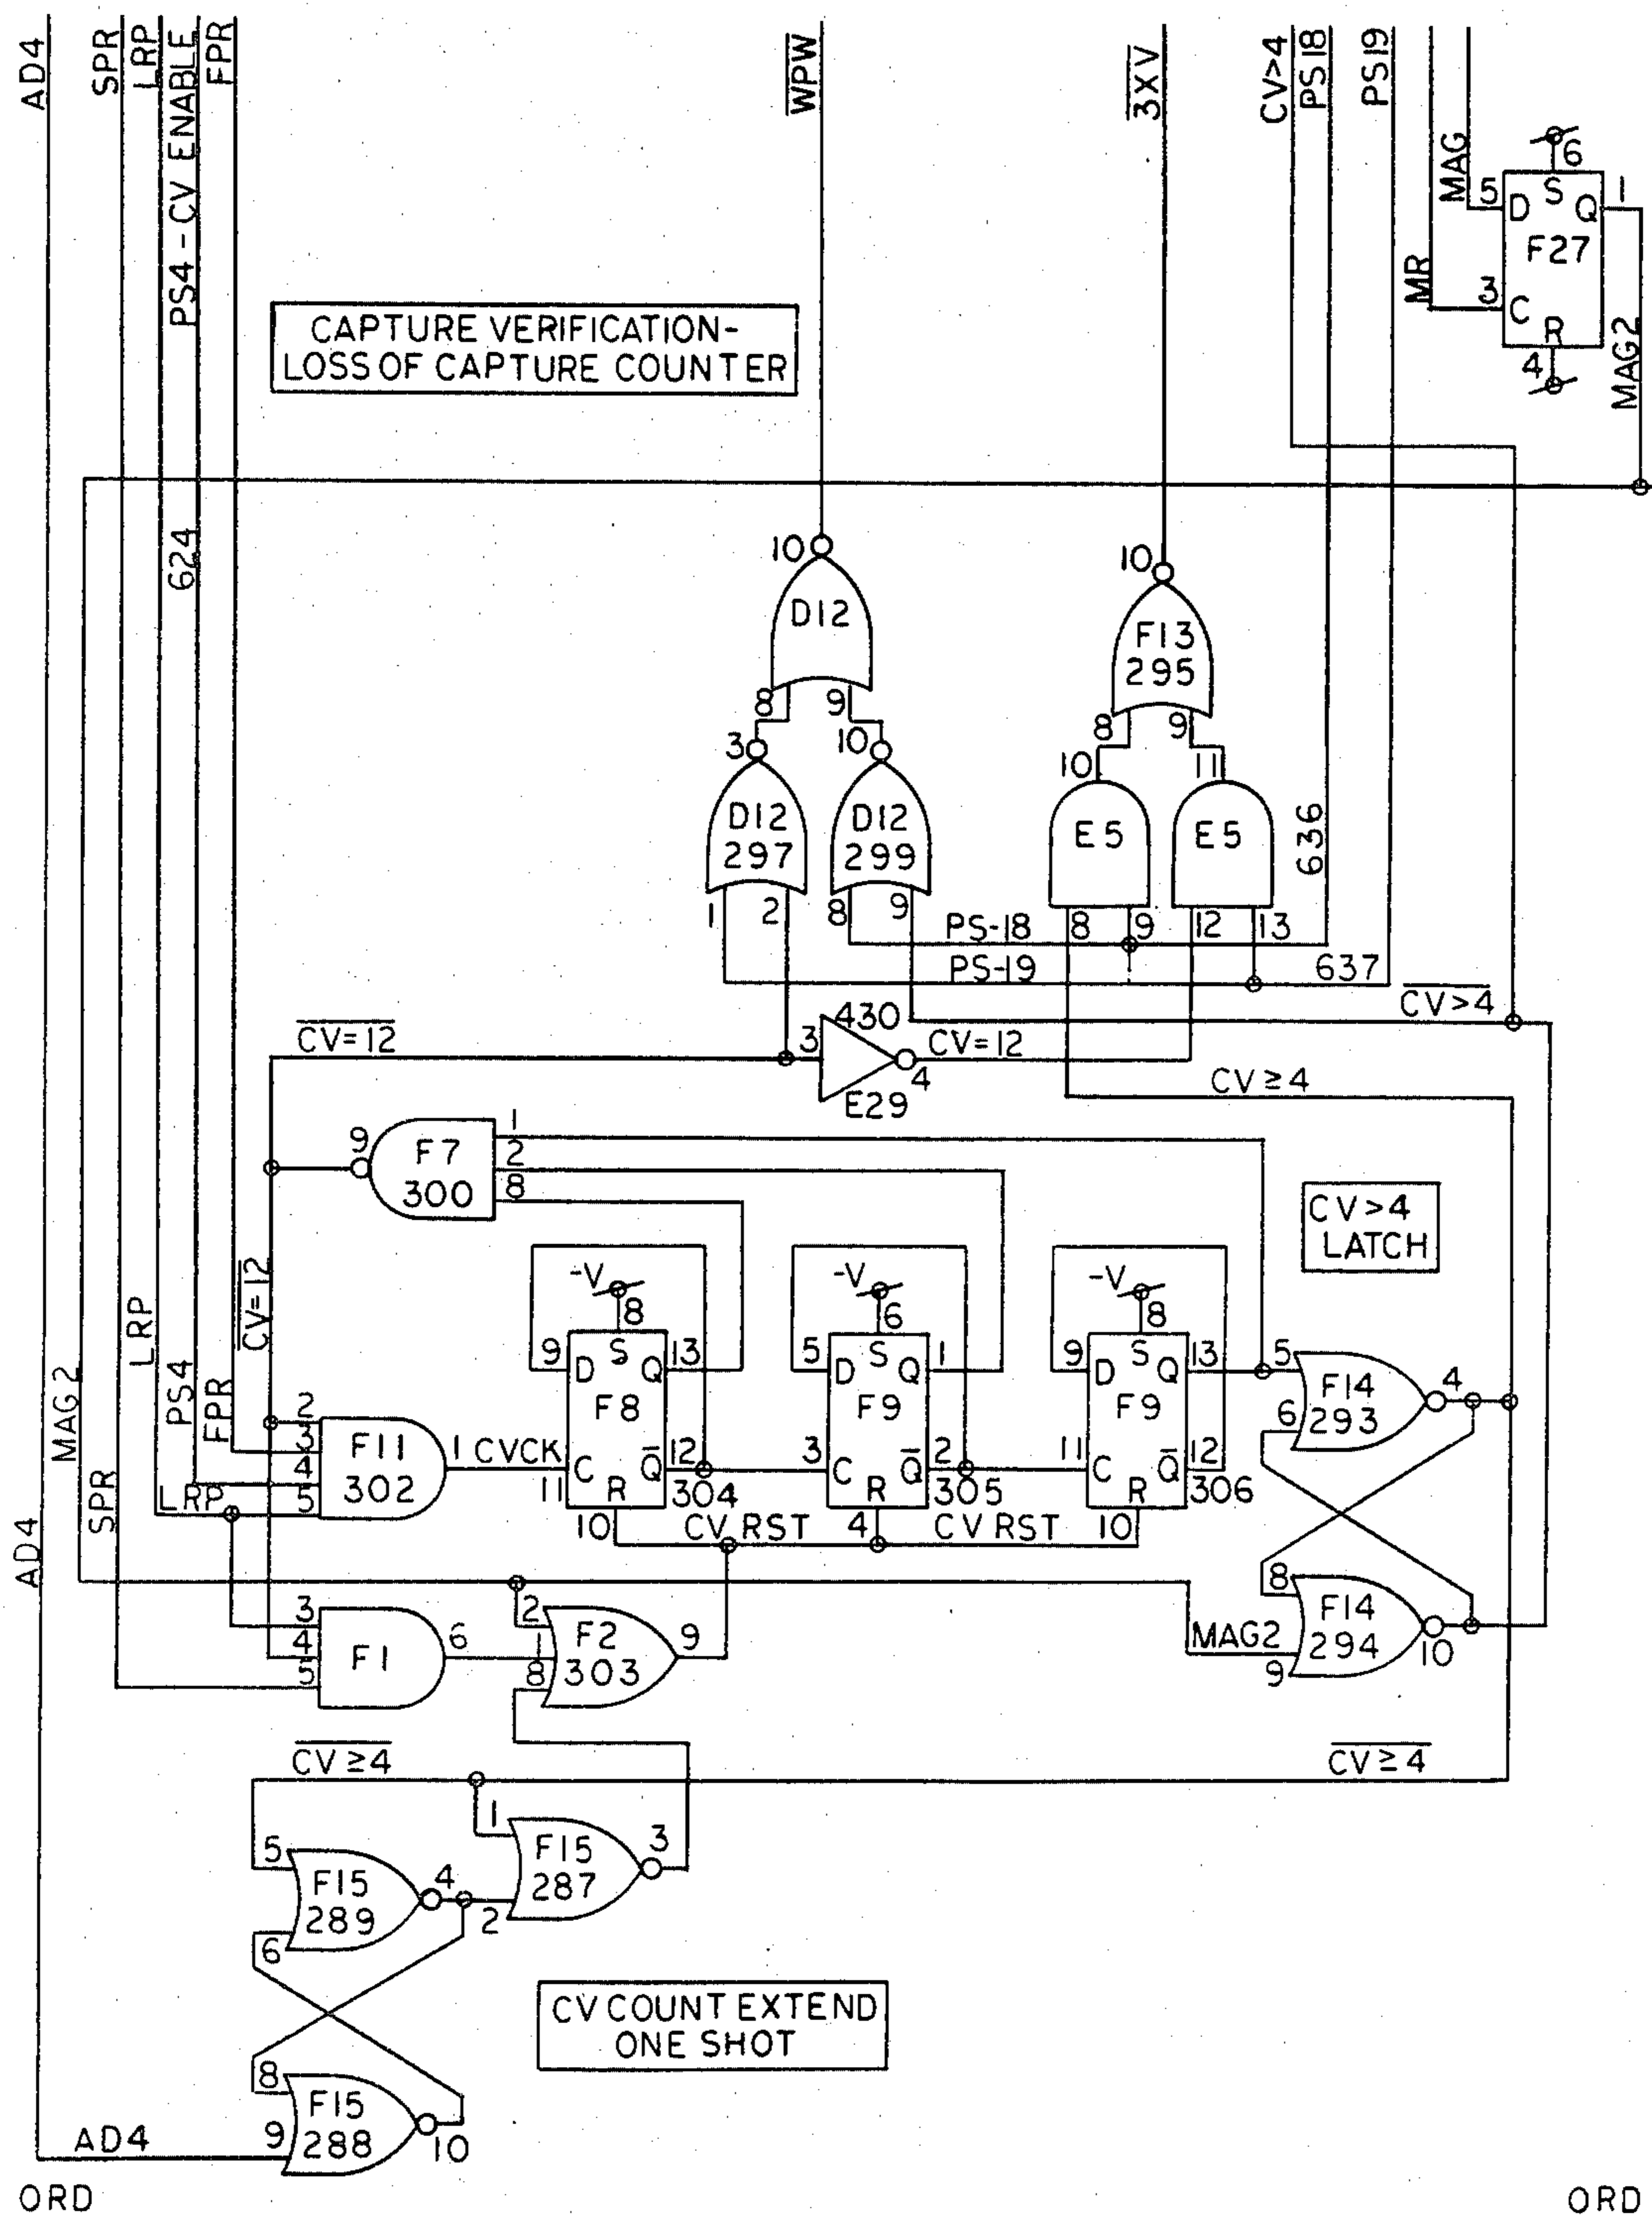 AD4
SPR
LRP
PS4 - CV ENABLE
FPR
WPW
3XV
CV>4
PS18
PS19
MAG
MR
6
5 D S Q 1
F27
3 C R
4
MAG2
CAPTURE VERIFICATION-
LOSS OF CAPTURE COUNTER
624
10
D12
8 9
10
F13
295
8 9
3
D12
297
1 2
10
D12
299
8 9
10
E5
8 9
11
E5
12 13
636
PS-18
PS-19
637
CV>4
CV=12
3
430
4
E29
CV=12
CV≥4
9
F7
300
1
2
8
CV>4
LATCH
CV=12
-V
8
9 D S Q 13
F8
11 C R Q 12
10
304
-V
6
5 D S Q 1
F9
3 C R Q 2
4
305
-V
8
9 D S Q 13
F9
11 C R Q 12
10
306
5
6
F14
293
4
LRP
PS4
FPR
MAG 2
SPR
AD4
2
3
4
5
F11
302
1 CVCK
LRP
CV RST
CV RST
3
4
5
F1
6
2
1
8
F2
303
9
8
F14
294
MAG2
9
10
CV≥4
CV≥4
5
F15
289
6
4
1
F15
287
2
3
CV COUNT EXTEND
ONE SHOT
8
F15
288
9
10
AD4
ORD
ORD